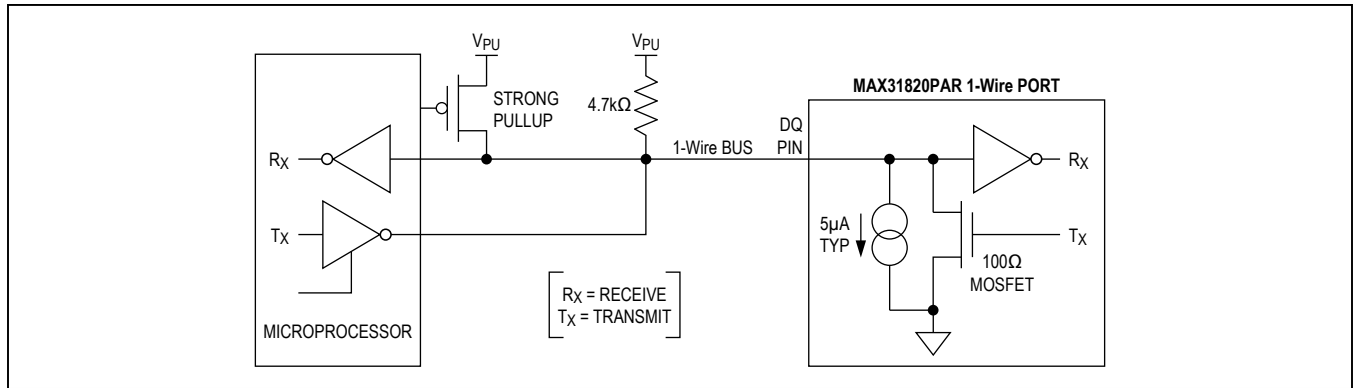 VPU
VPU
STRONG
PULLUP
4.7kΩ
MAX31820PAR 1-Wire PORT
DQ
PIN
1-Wire BUS
RX
RX
TX
5µA
TYP
TX
100Ω
MOSFET
RX = RECEIVE
TX = TRANSMIT
MICROPROCESSOR